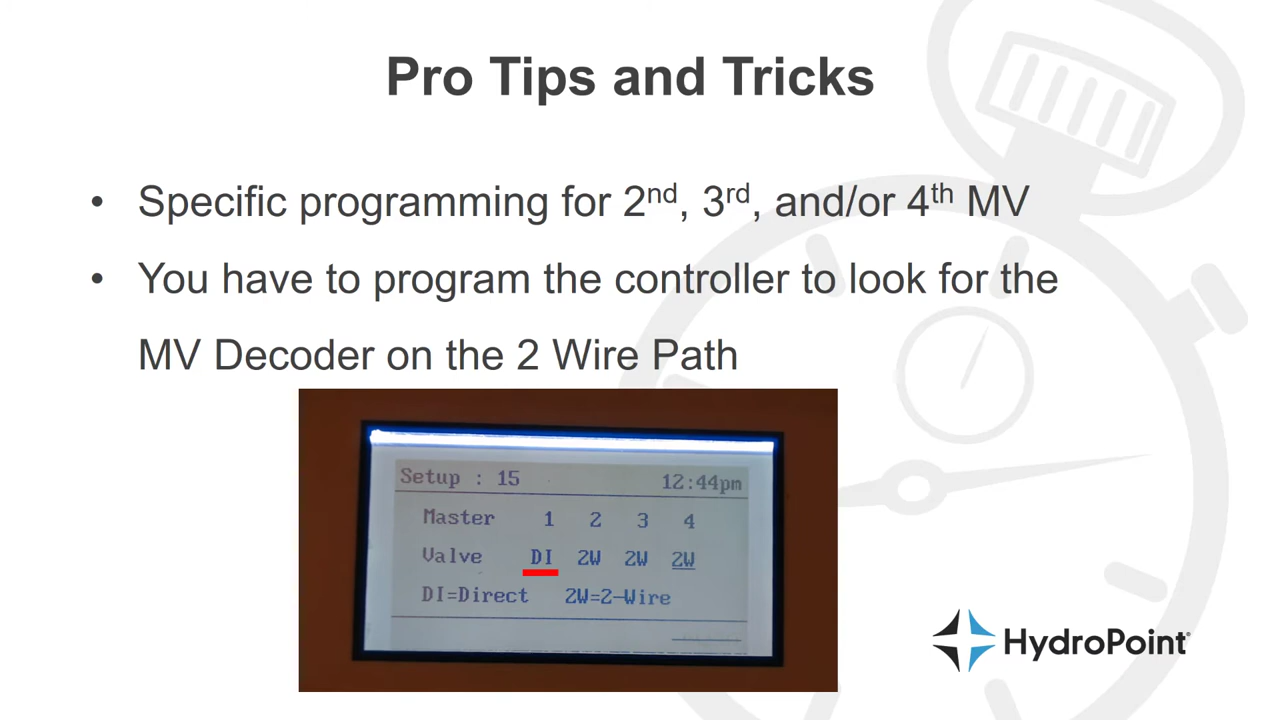 Pro Tips and Tricks
• Specific programming for 2nd, 3rd, and/or 4th MV
• You have to program the controller to look for the
MV Decoder on the 2 Wire Path
Setup : 15 12:44pm
Master 1 2 3 4
Valve DI 2W 2W 2W
DI=Direct 2W=2-Wire
HydroPoint®